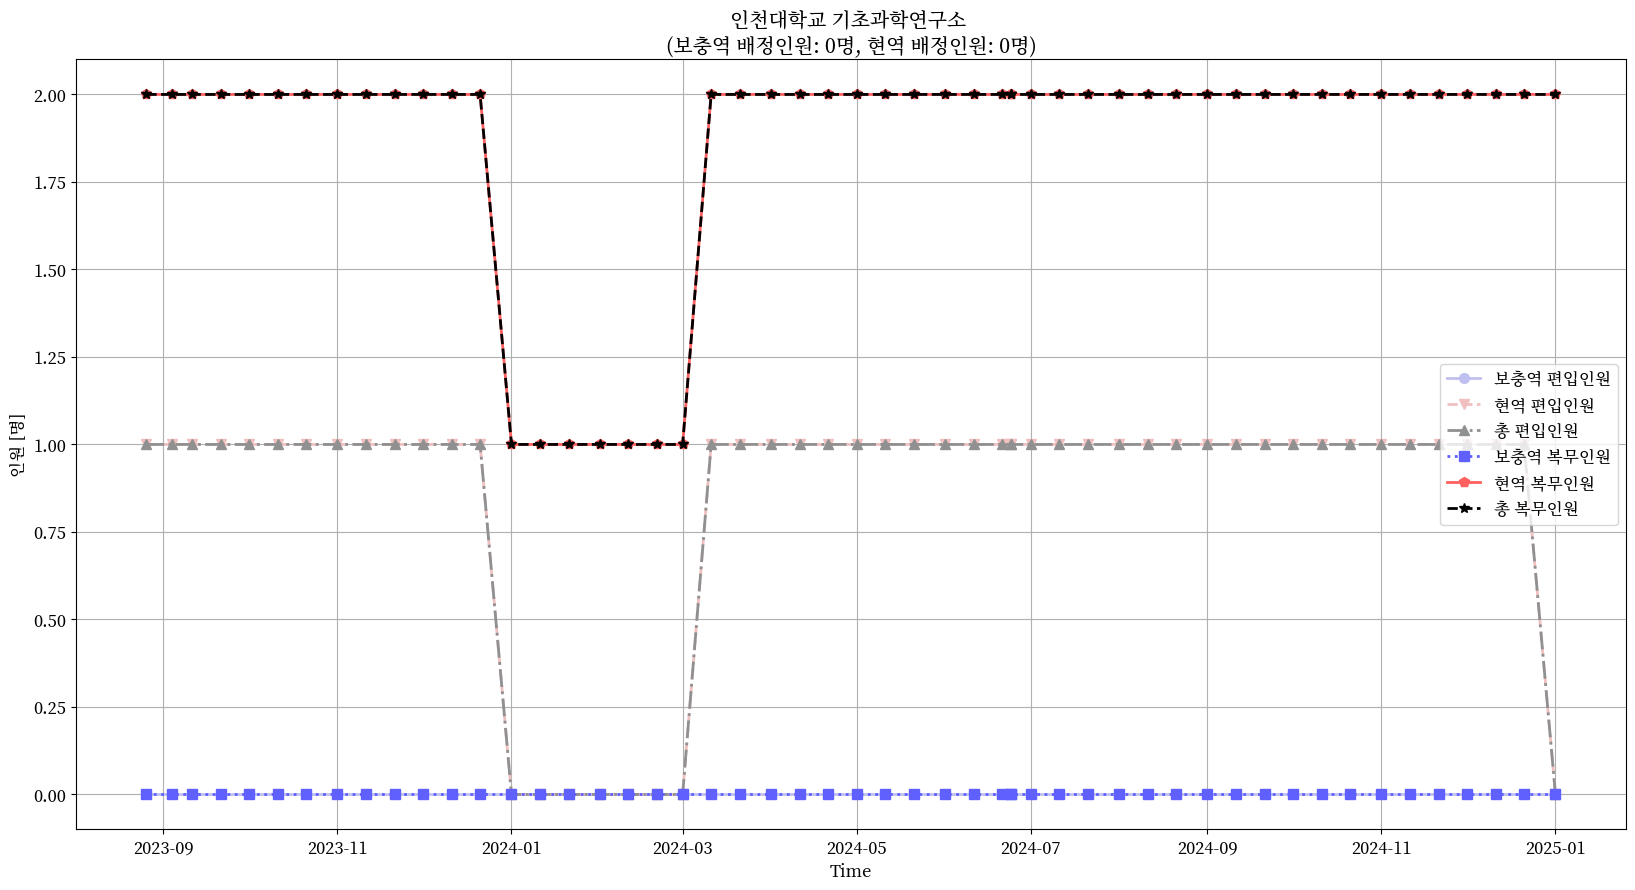 인천대학교 기초과학연구소
(보충역 배정인원: 0명, 현역 배정인원: 0명)
인원 [명]
2.00
1.75
1.50
1.25
1.00
0.75
0.50
0.25
0.00
보충역 편입인원
현역 편입인원
총 편입인원
보충역 복무인원
현역 복무인원
총 복무인원
2023-09 2023-11 2024-01 2024-03 2024-05 2024-07 2024-09 2024-11 2025-01
Time